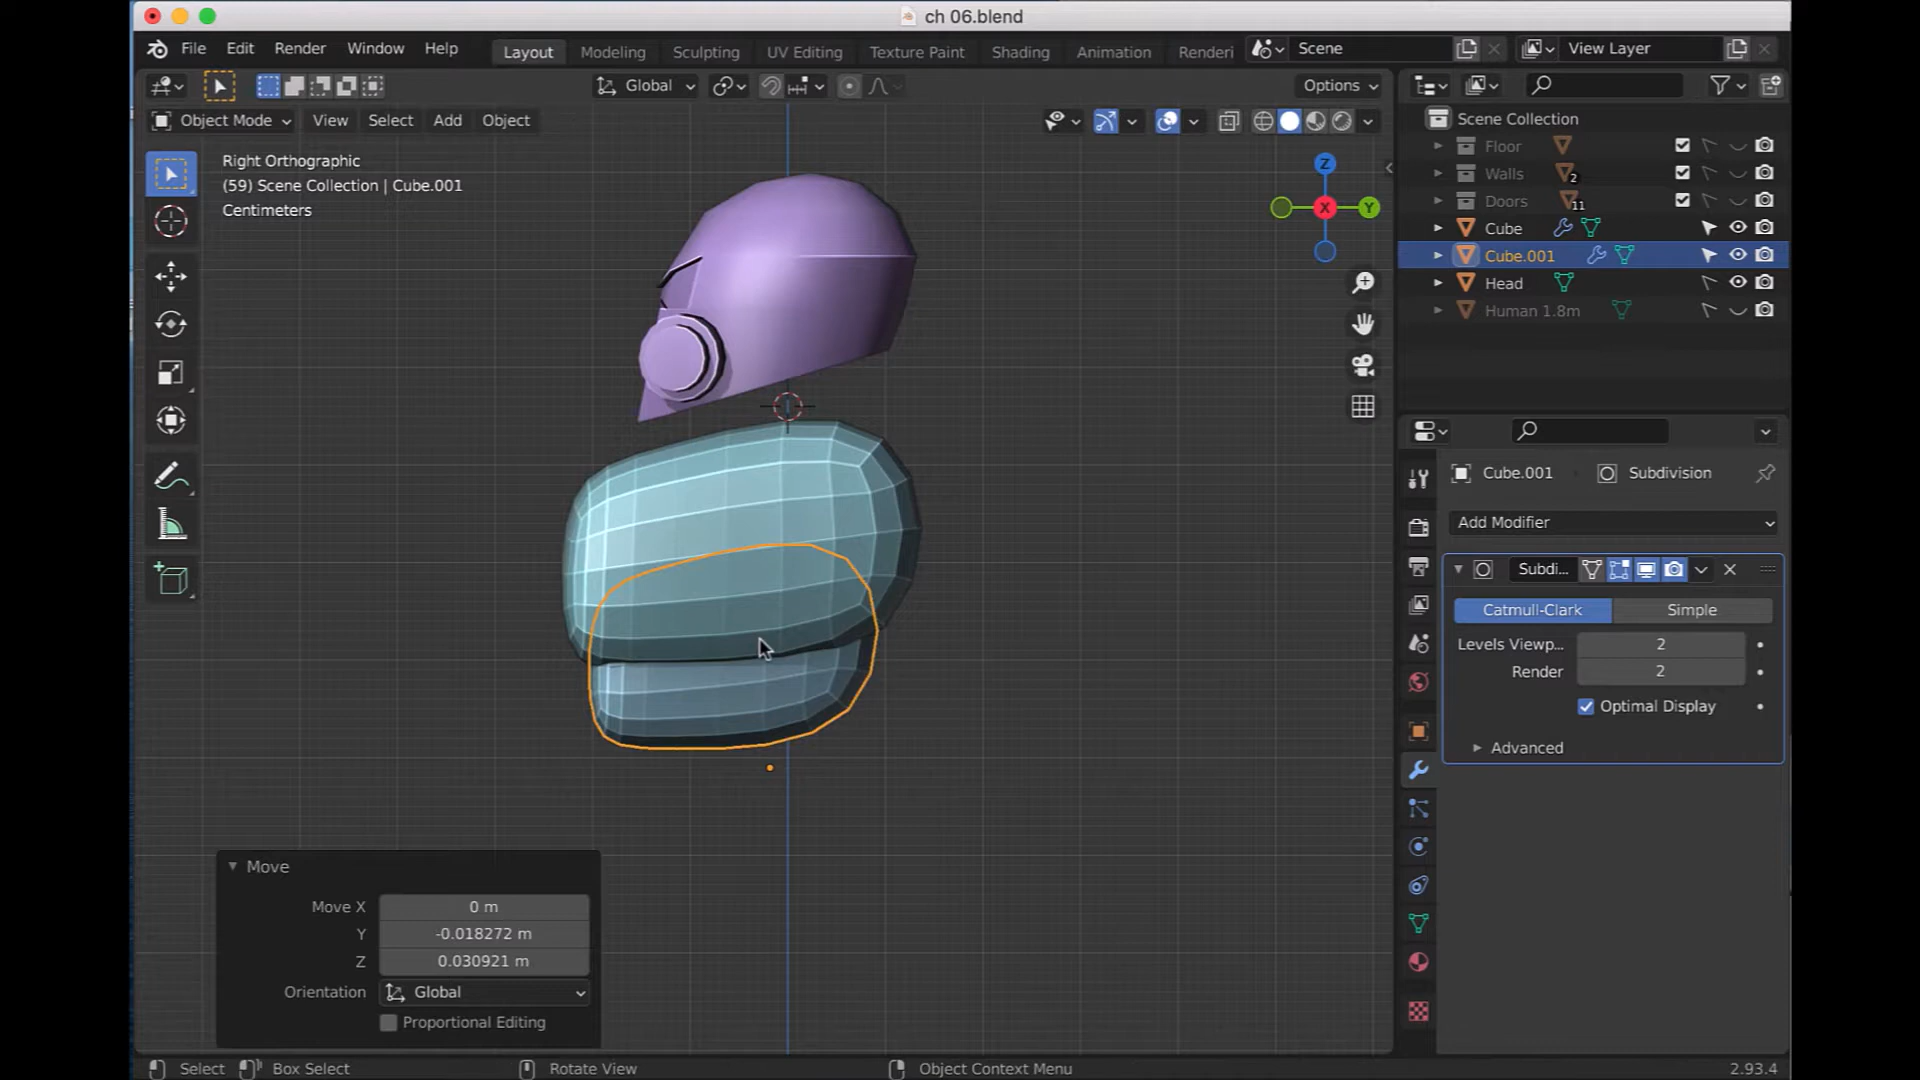 ch 06.blend
File Edit Render Window Help Layout Modeling Sculpting UV Editing Texture Paint Shading Animation Renderi Scene View Layer
Global Options
Object Mode View Select Add Object
Right Orthographic
(59) Scene Collection | Cube.001
Centimeters
Z
X
Y
Scene Collection
Floor
Walls 2
Doors 11
Cube
Cube.001
Head
Human 1.8m
Cube.001 Subdivision
Add Modifier
Subdi...
Catmull-Clark Simple
Levels Viewp... 2
Render 2
Optimal Display
Advanced
Move
Move X 0 m
Y -0.018272 m
Z 0.030921 m
Orientation Global
Proportional Editing
Select Box Select Rotate View Object Context Menu 2.93.4